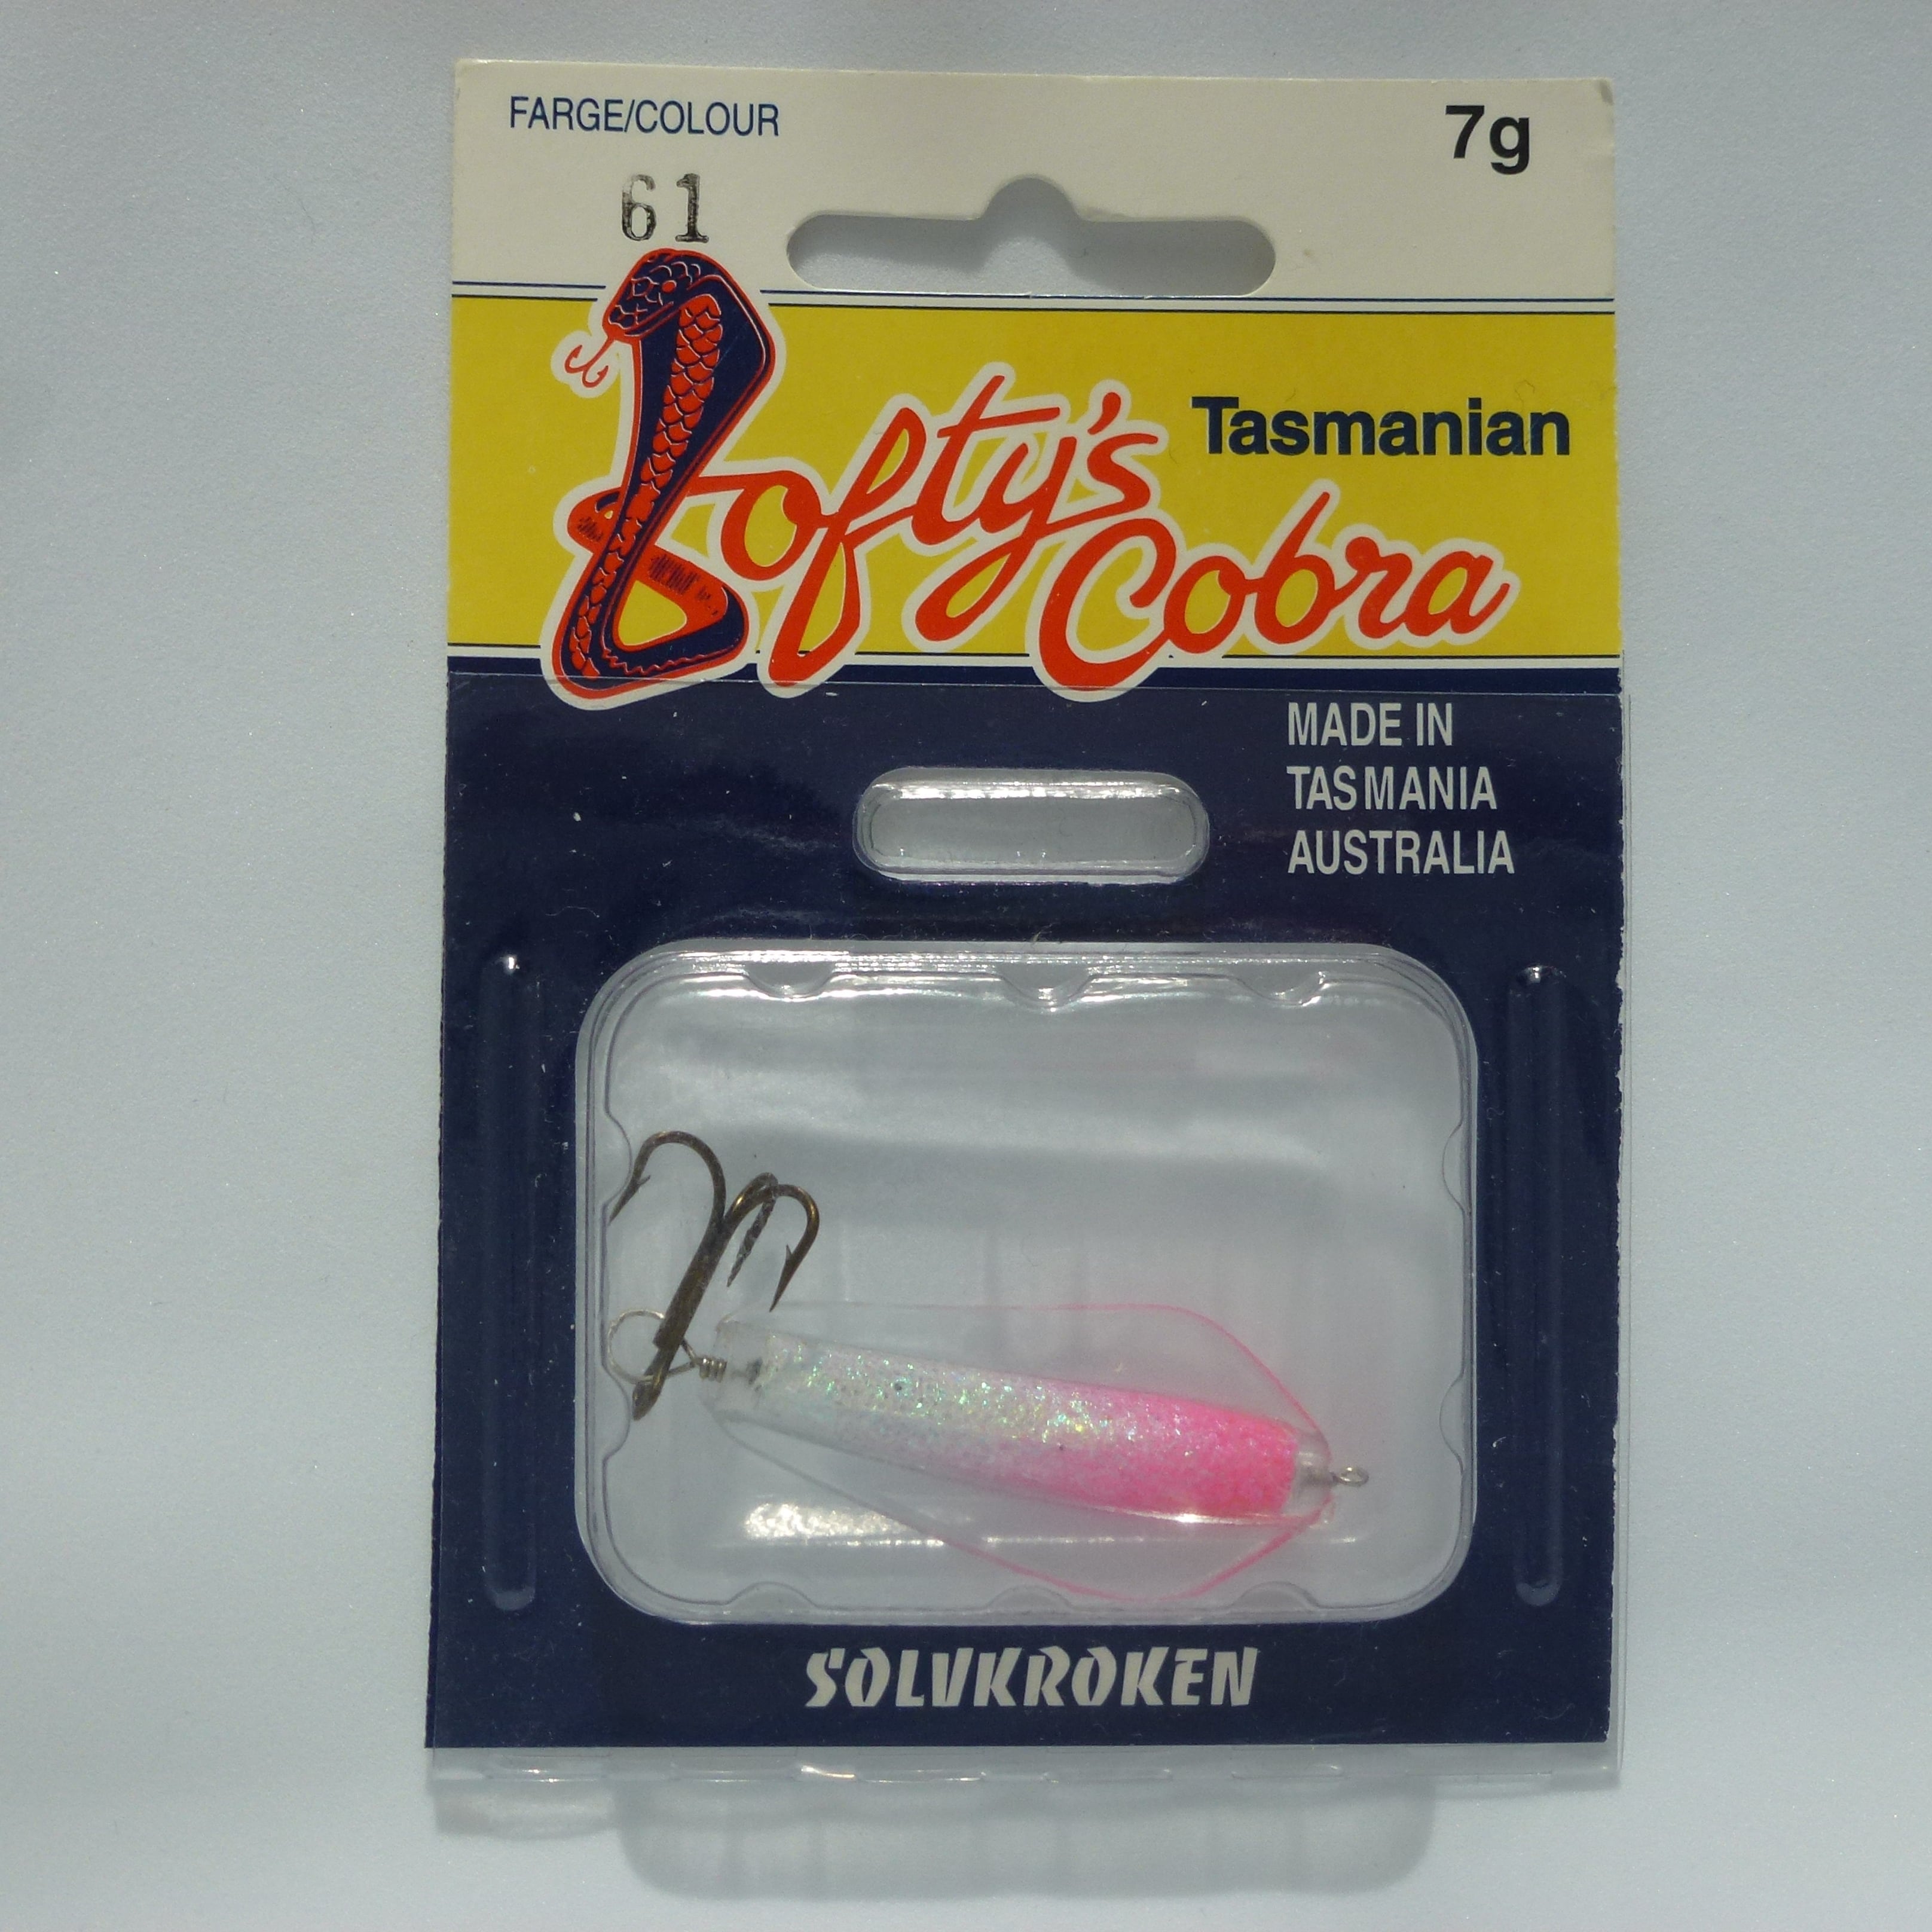 FARGE/COLOUR
7g
61
Lofty's
Tasmanian
Cobra
MADE IN
TASMANIA
AUSTRALIA
SOLVKROKEN